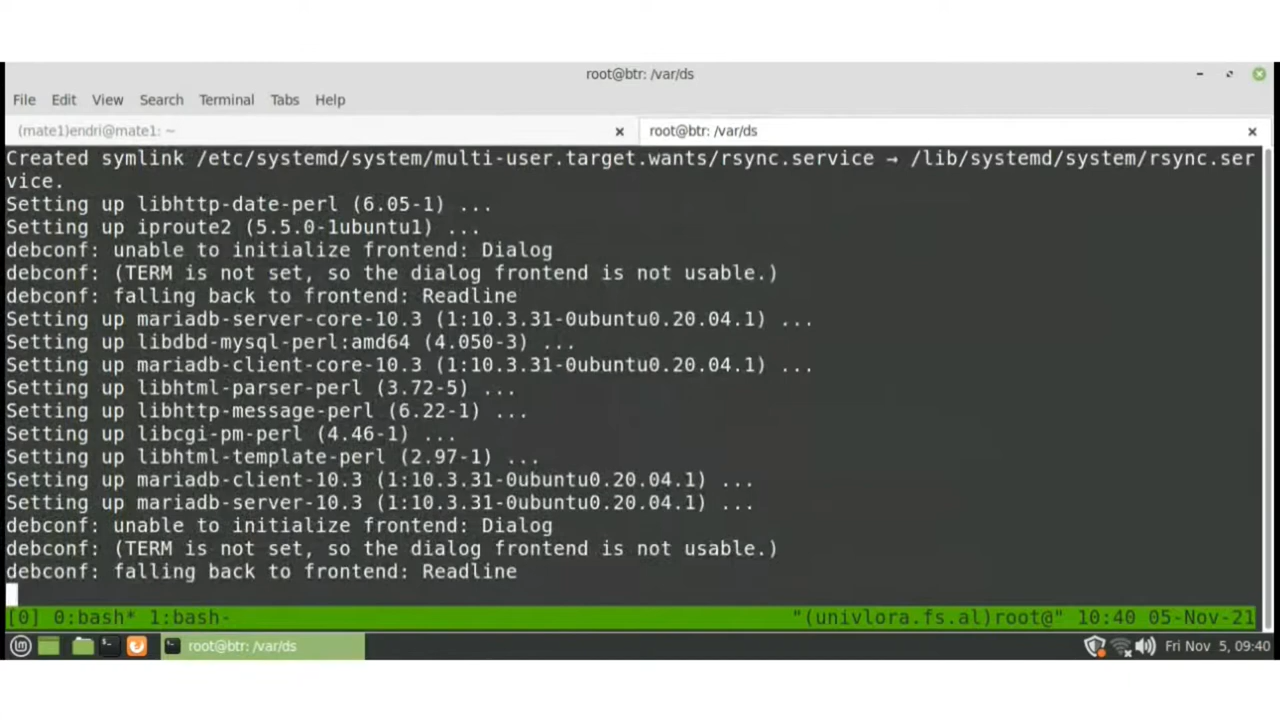 root@btr: /var/ds
File Edit View Search Terminal Tabs Help
(mate1)endri@mate1: ~
root@btr: /var/ds
Created symlink /etc/systemd/system/multi-user.target.wants/rsync.service → /lib/systemd/system/rsync.ser
vice.
Setting up libhttp-date-perl (6.05-1) ...
Setting up iproute2 (5.5.0-1ubuntu1) ...
debconf: unable to initialize frontend: Dialog
debconf: (TERM is not set, so the dialog frontend is not usable.)
debconf: falling back to frontend: Readline
Setting up mariadb-server-core-10.3 (1:10.3.31-0ubuntu0.20.04.1) ...
Setting up libdbd-mysql-perl:amd64 (4.050-3) ...
Setting up mariadb-client-core-10.3 (1:10.3.31-0ubuntu0.20.04.1) ...
Setting up libhtml-parser-perl (3.72-5) ...
Setting up libhttp-message-perl (6.22-1) ...
Setting up libcgi-pm-perl (4.46-1) ...
Setting up libhtml-template-perl (2.97-1) ...
Setting up mariadb-client-10.3 (1:10.3.31-0ubuntu0.20.04.1) ...
Setting up mariadb-server-10.3 (1:10.3.31-0ubuntu0.20.04.1) ...
debconf: unable to initialize frontend: Dialog
debconf: (TERM is not set, so the dialog frontend is not usable.)
debconf: falling back to frontend: Readline
[0] 0:bash* 1:bash- "(univlora.fs.al)root@" 10:40 05-Nov-21
root@btr: /var/ds Fri Nov 5, 09:40